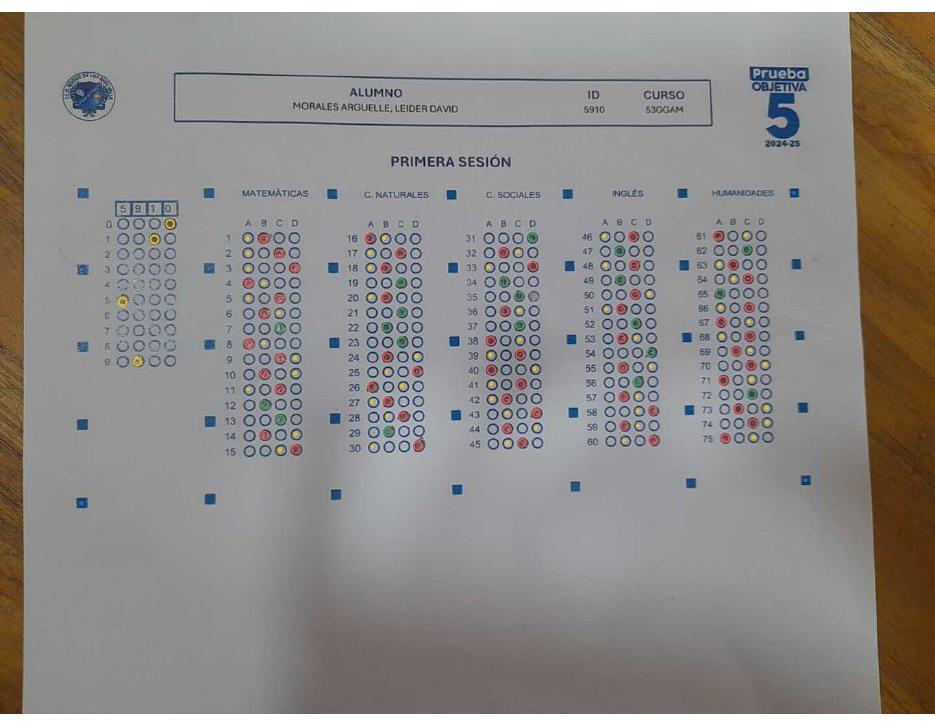 Prueba
OBJETIVA
5
2024-25
ALUMNO ID CURSO
MORALES ARGUELLE, LEIDER DAVID 5910 53GGAM
PRIMERA SESIÓN
MATEMÁTICAS C. NATURALES C. SOCIALES INGLÉS HUMANIDADES
5 9 1 0
A B C D A B C D A B C D A B C D A B C D
0
1
2
3
4
5
6
7
8
9
1 16 31 46 61
2 17 32 47 62
3 18 33 48 63
4 19 34 49 64
5 20 35 50 65
6 21 36 51 66
7 22 37 52 67
8 23 38 53 68
9 24 39 54 69
10 25 40 55 70
11 26 41 56 71
12 27 42 57 72
13 28 43 58 73
14 29 44 59 74
15 30 45 60 75